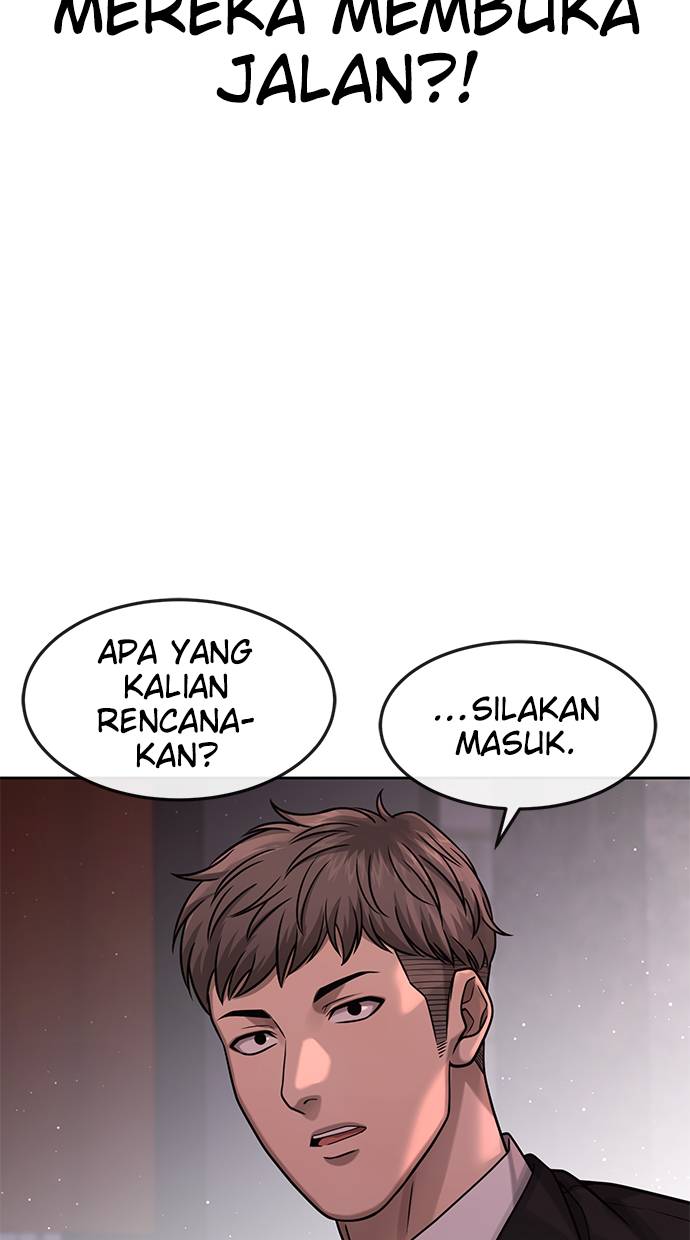 MEREKA MEMBUKA
JALAN?!
APA YANG
KALIAN
RENCANA-
KAN?
...SILAKAN
MASUK.